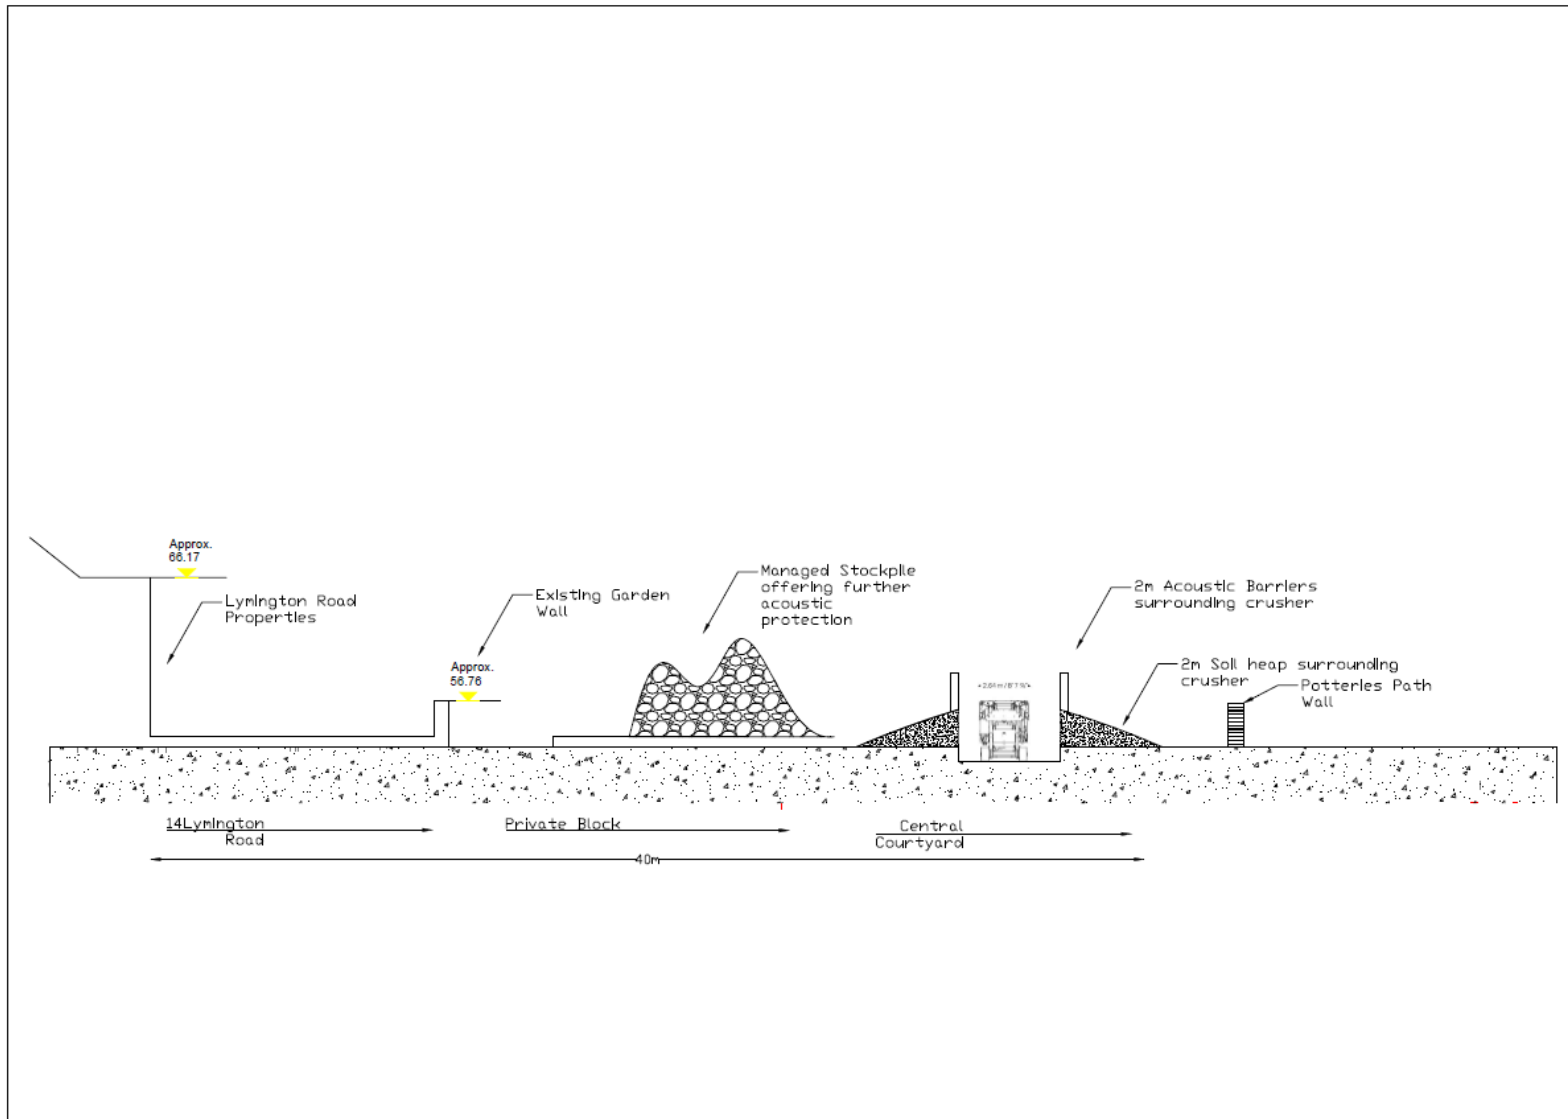 Approx.
66.17
Lymington Road
Properties
Existing Garden
Wall
Approx.
56.76
Managed Stockpile
offering further
acoustic
protection
2m Acoustic Barriers
surrounding crusher
2m Soil heap surrounding
crusher
Potteries Path
Wall
14Lymington
Road
Private Block
Central
Courtyard
40m